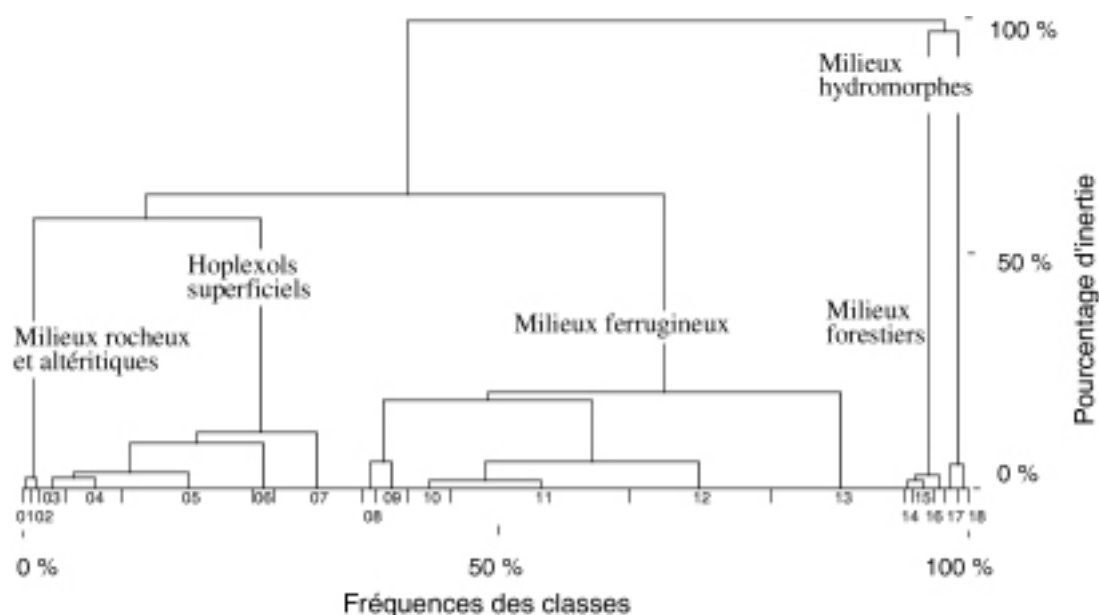 100 %
Milieux
hydromorphes
50 %
Pourcentage d'inertie
Hoplexols
superficiels
Milieux rocheux
et altéritiques
Milieux ferrugineux
Milieux
forestiers
0 %
03 04 05 06 07 09 10 11 12 13 15
01 02 08 14 16 17 18
0 % 50 % 100 %
Fréquences des classes